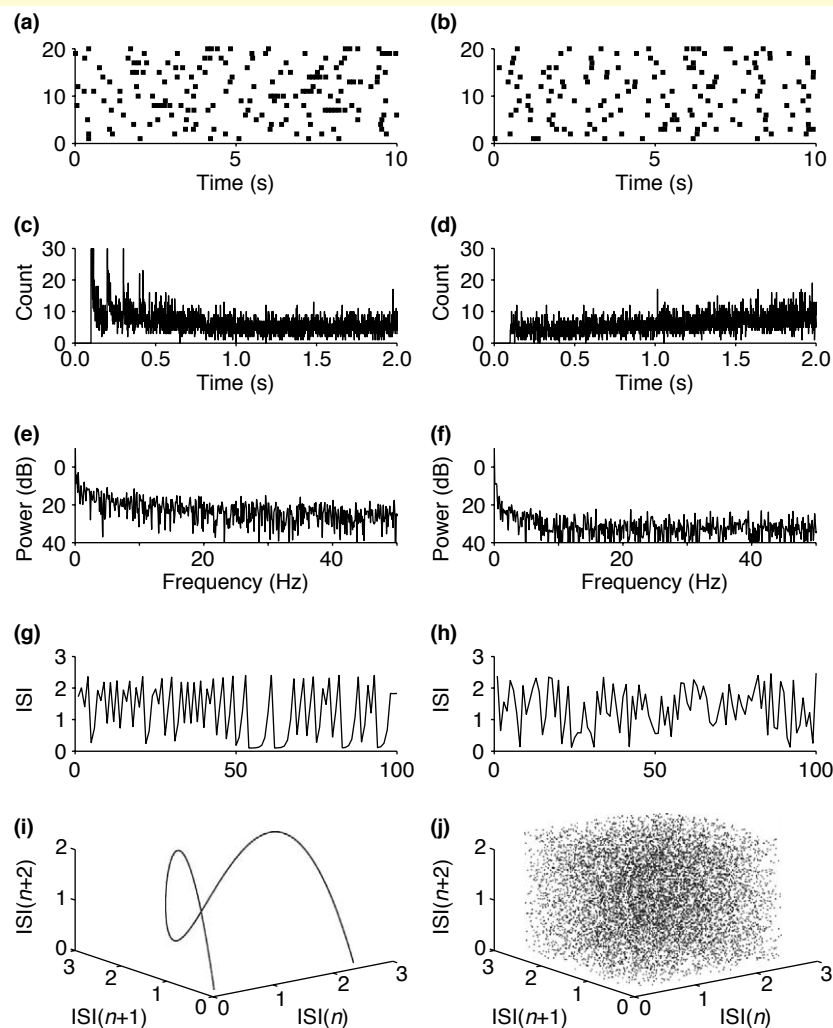 (a)
20
10
0
0 5 10
Time (s)
(b)
20
10
0
0 5 10
Time (s)
(c)
Count
30
20
10
0
0.0 0.5 1.0 1.5 2.0
Time (s)
(d)
Count
30
20
10
0
0.0 0.5 1.0 1.5 2.0
Time (s)
(e)
Power (dB)
0
20
40
0 20 40
Frequency (Hz)
(f)
Power (dB)
0
20
40
0 20 40
Frequency (Hz)
(g)
ISI
3
2
1
0
0 50 100
(h)
ISI
3
2
1
0
0 50 100
(i)
ISI(n+2)
2
1
0
3 2 1 0
0 1 2 3
ISI(n+1)
ISI(n)
(j)
ISI(n+2)
2
1
0
3 2 1 0
0 1 2 3
ISI(n+1)
ISI(n)